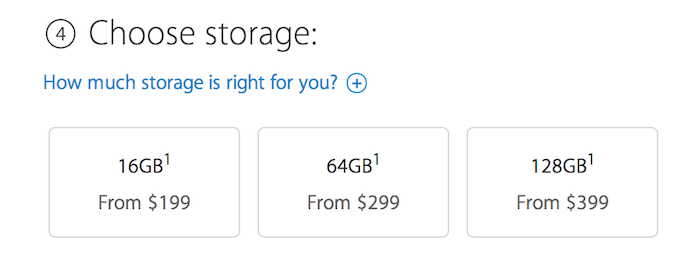 4 Choose storage:
How much storage is right for you? +
16GB1
From $199
64GB1
From $299
128GB1
From $399